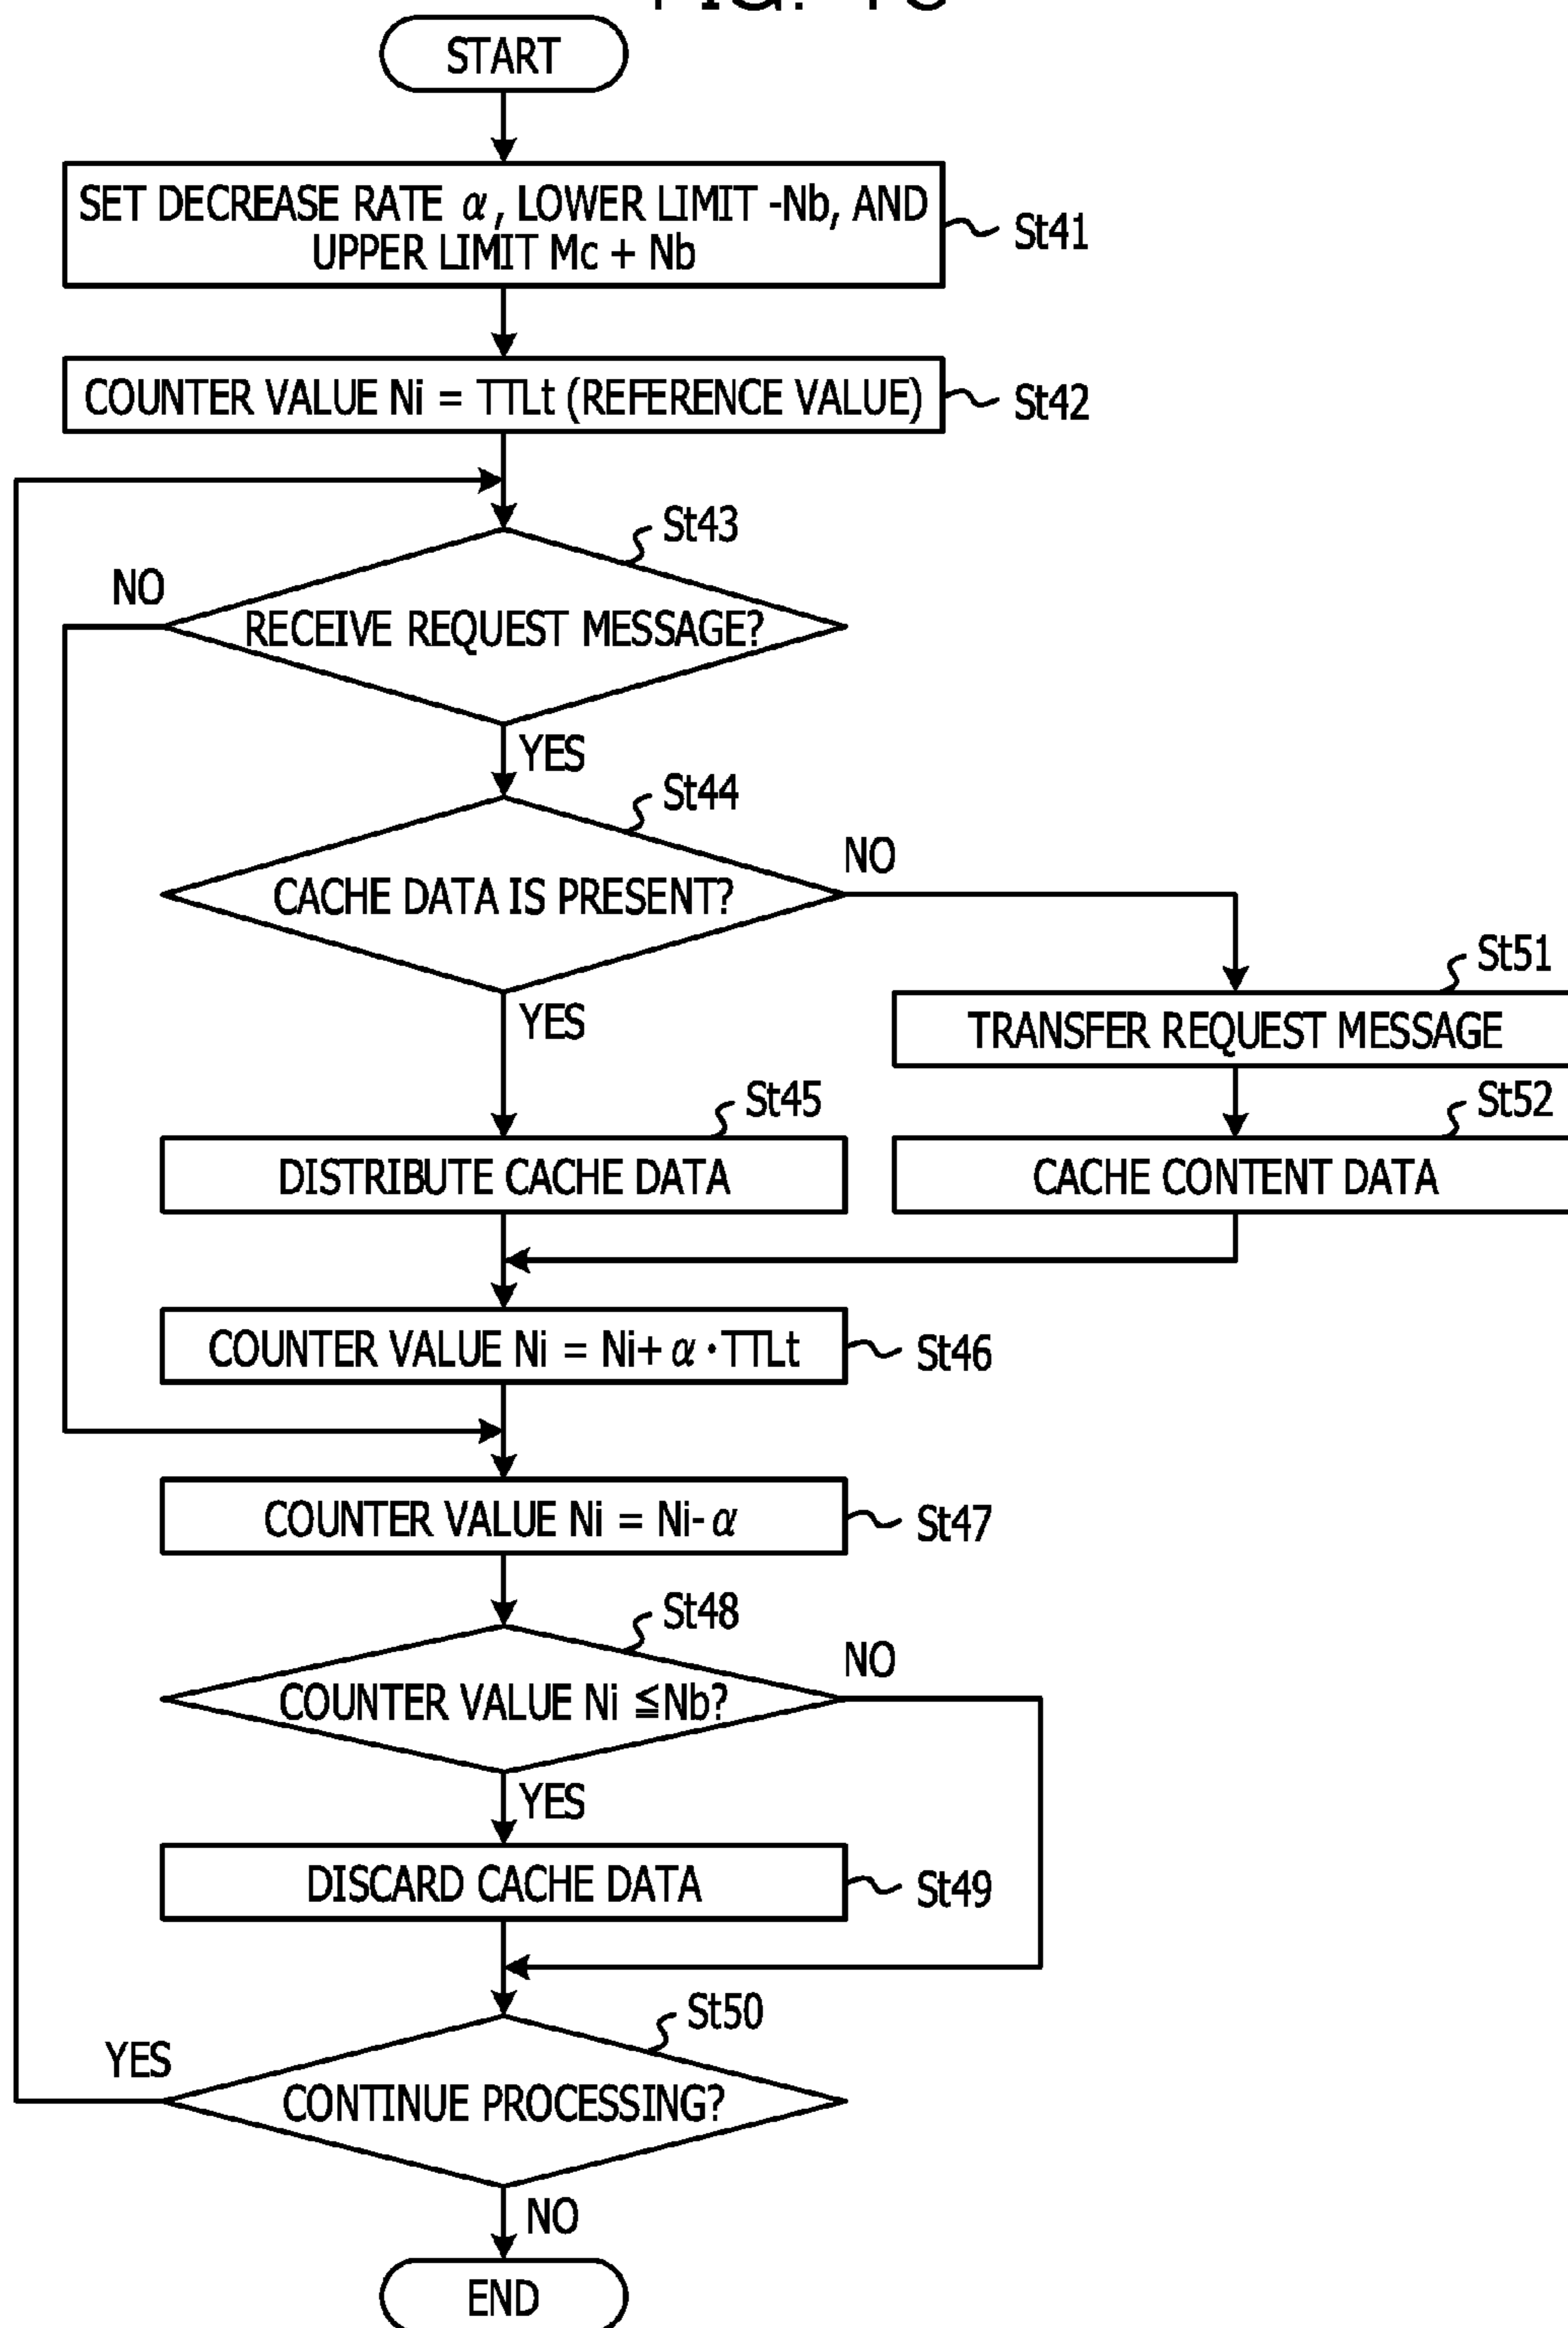 START
SET DECREASE RATE α, LOWER LIMIT -Nb, AND
UPPER LIMIT Mc + Nb
St41
COUNTER VALUE Ni = TTLt (REFERENCE VALUE)
St42
St43
NO
RECEIVE REQUEST MESSAGE?
YES
St44
NO
CACHE DATA IS PRESENT?
YES
St51
TRANSFER REQUEST MESSAGE
St45
St52
DISTRIBUTE CACHE DATA
CACHE CONTENT DATA
COUNTER VALUE Ni = Ni+ α·TTLt
St46
COUNTER VALUE Ni = Ni-α
St47
St48
NO
COUNTER VALUE Ni ≦Nb?
YES
DISCARD CACHE DATA
St49
St50
YES
CONTINUE PROCESSING?
NO
END